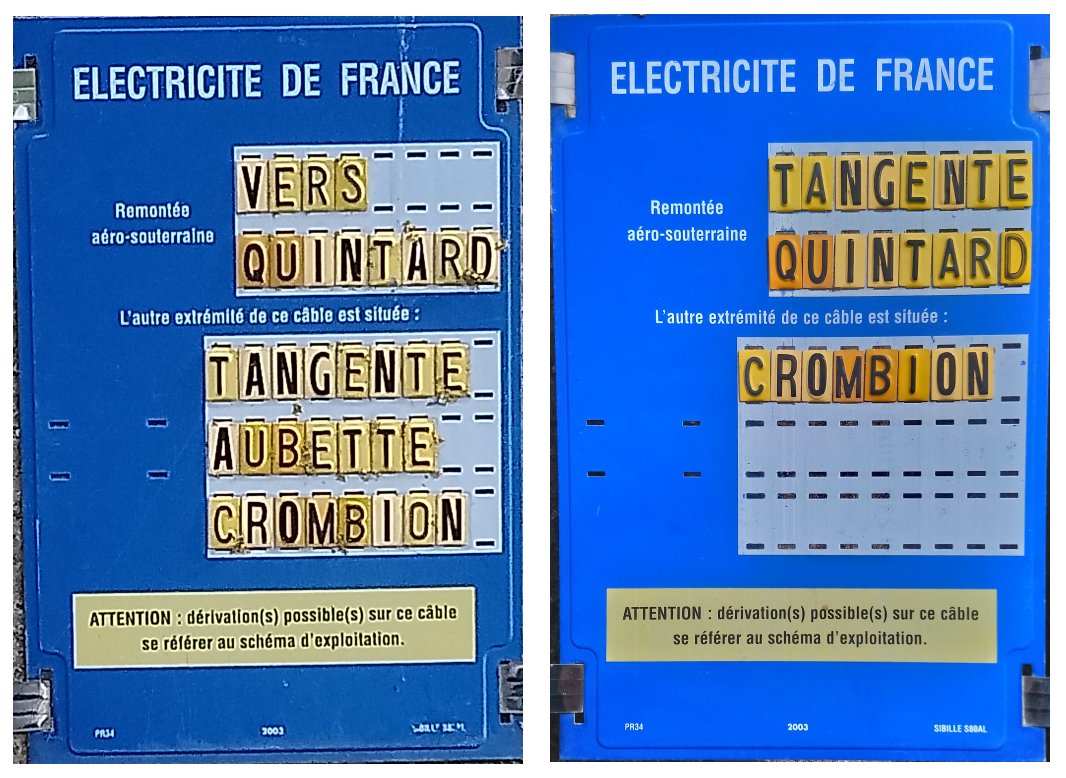 ELECTRICITE DE FRANCE
VERS
Remontée
aéro-souterraine
QUINTARD
L'autre extrémité de ce câble est située :
TANGENTE
AUBETTE
CROMBION
ATTENTION : dérivation(s) possible(s) sur ce câble
se référer au schéma d'exploitation.
PR34 2003
ELECTRICITE DE FRANCE
TANGENTE
Remontée
aéro-souterraine
QUINTARD
L'autre extrémité de ce câble est située :
CROMBION
ATTENTION : dérivation(s) possible(s) sur ce câble
se référer au schéma d'exploitation.
PR34 2003 SIBILLE